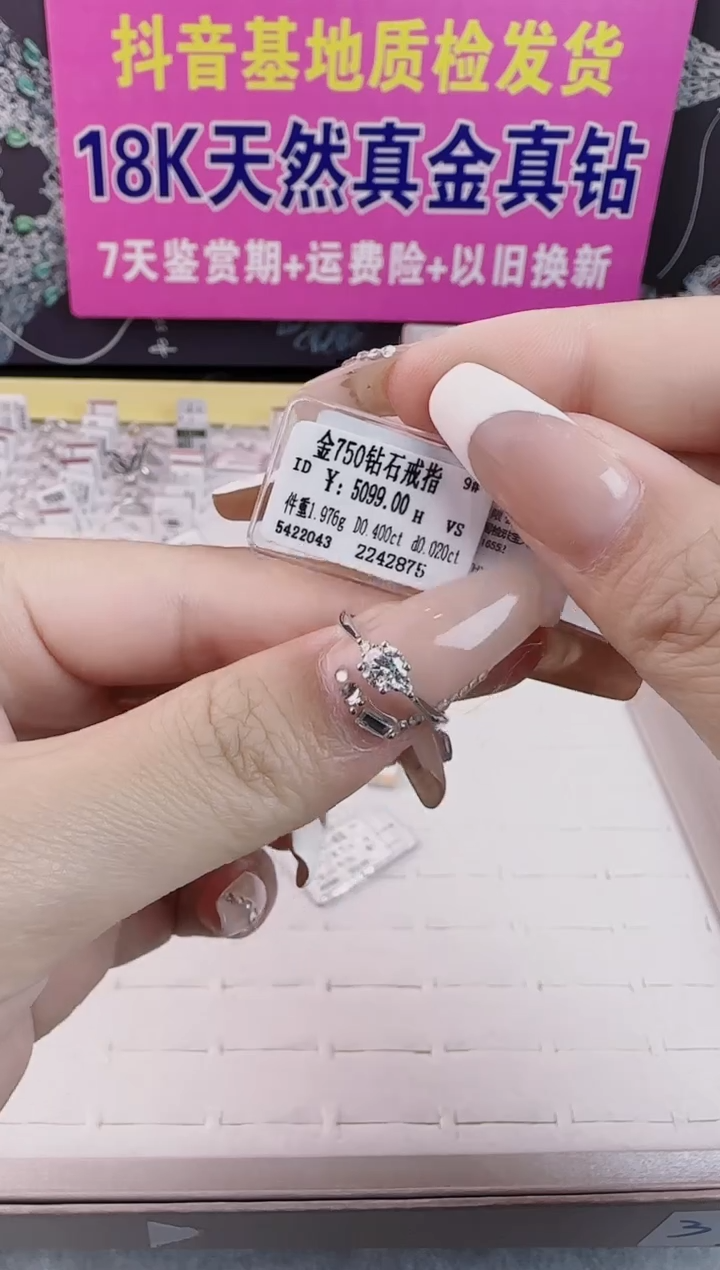 抖音基地质检发货
18K天然真金真钻
7天鉴赏期+运费险+以旧换新
金750钻石戒指 9#
ID ¥: 5099.00 H VS
件重1.976g D0.400ct d0.020ct
5422043 2242875
3